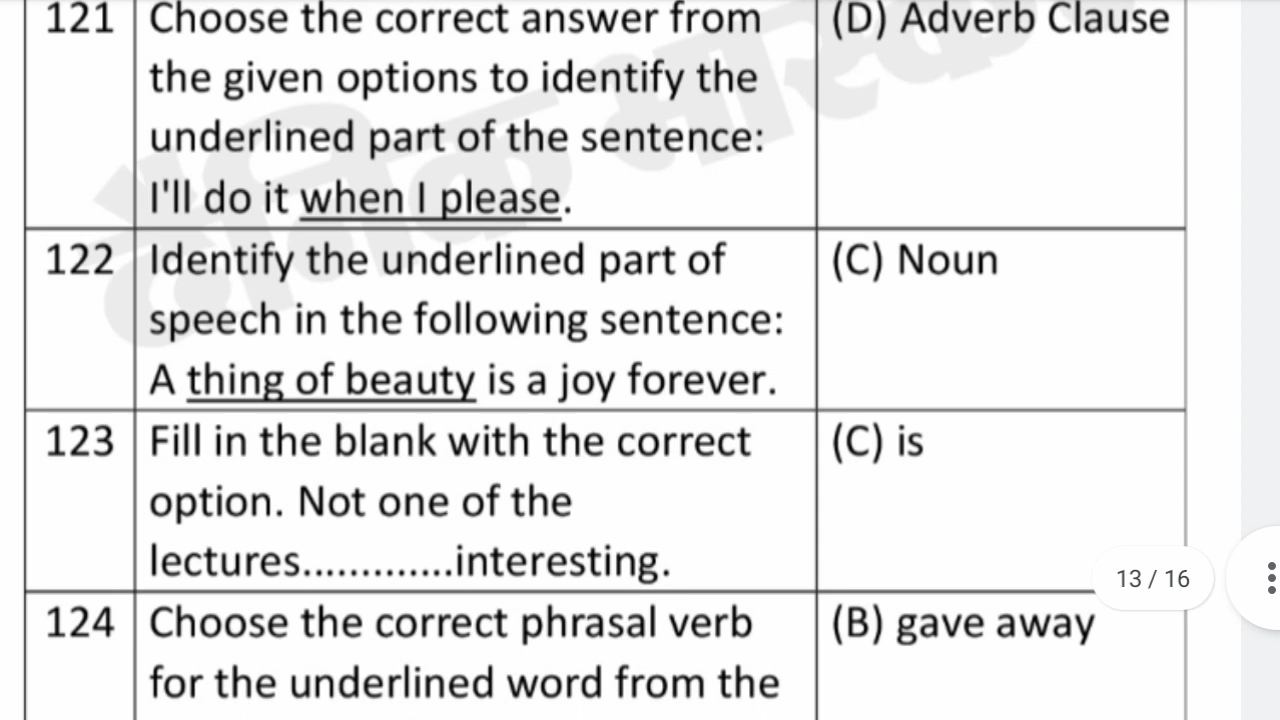 121 Choose the correct answer from (D) Adverb Clause
the given options to identify the
underlined part of the sentence:
I'll do it when I please.
122 Identify the underlined part of (C) Noun
speech in the following sentence:
A thing of beauty is a joy forever.
123 Fill in the blank with the correct (C) is
option. Not one of the
lectures.............interesting.
13 / 16
124 Choose the correct phrasal verb (B) gave away
for the underlined word from the
दैनिक भास्कर